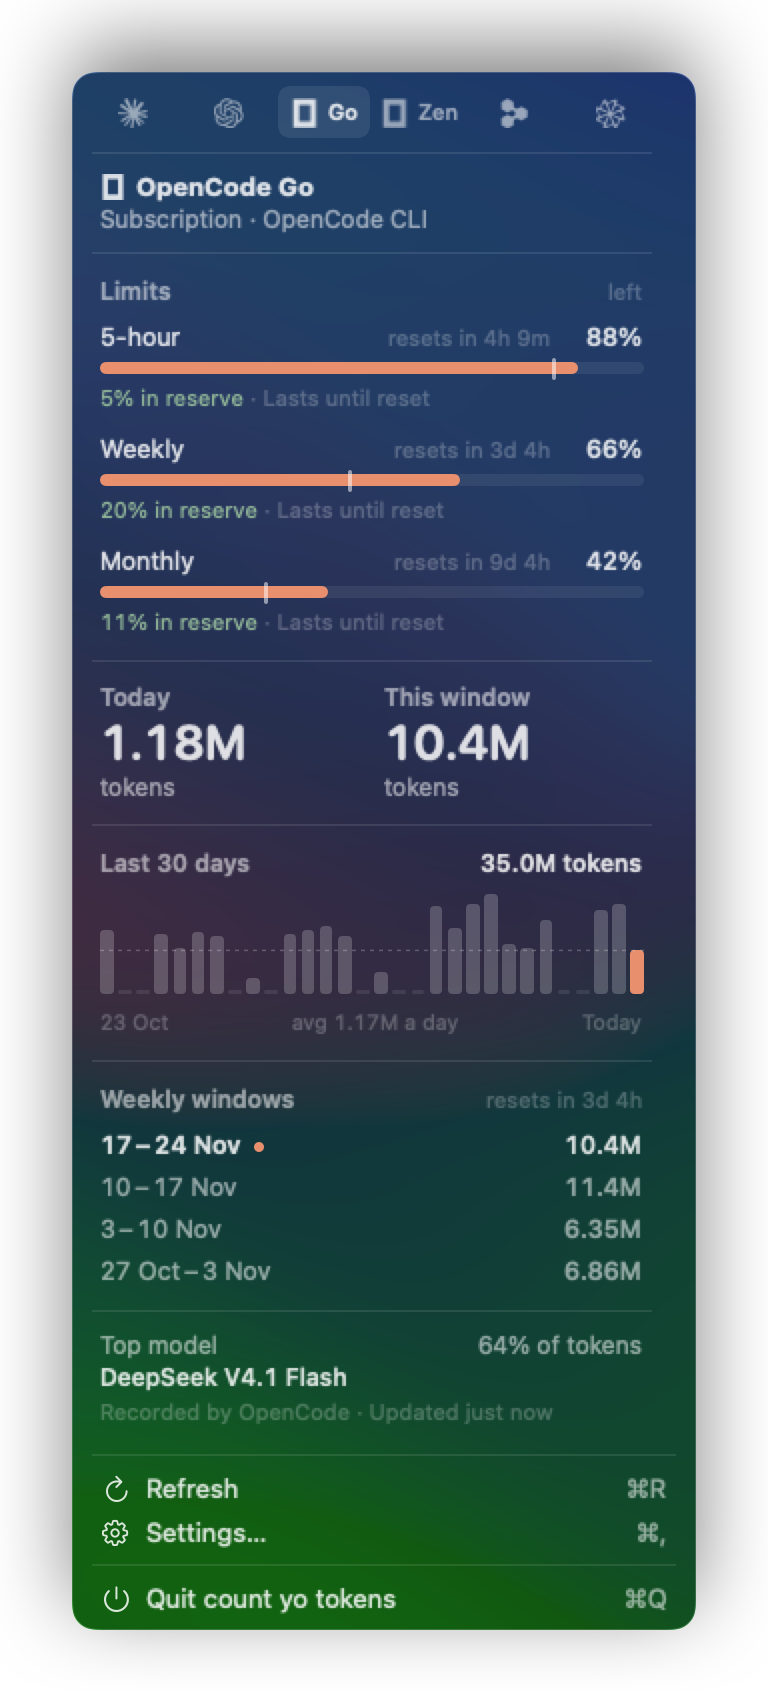 Go Zen
OpenCode Go
Subscription · OpenCode CLI
Limits left
5-hour resets in 4h 9m 88%
5% in reserve · Lasts until reset
Weekly resets in 3d 4h 66%
20% in reserve · Lasts until reset
Monthly resets in 9d 4h 42%
11% in reserve · Lasts until reset
Today This window
1.18M 10.4M
tokens tokens
Last 30 days 35.0M tokens
23 Oct avg 1.17M a day Today
Weekly windows resets in 3d 4h
17–24 Nov 10.4M
10–17 Nov 11.4M
3–10 Nov 6.35M
27 Oct–3 Nov 6.86M
Top model 64% of tokens
DeepSeek V4.1 Flash
Recorded by OpenCode · Updated just now
Refresh ⌘R
Settings... ⌘,
Quit count yo tokens ⌘Q